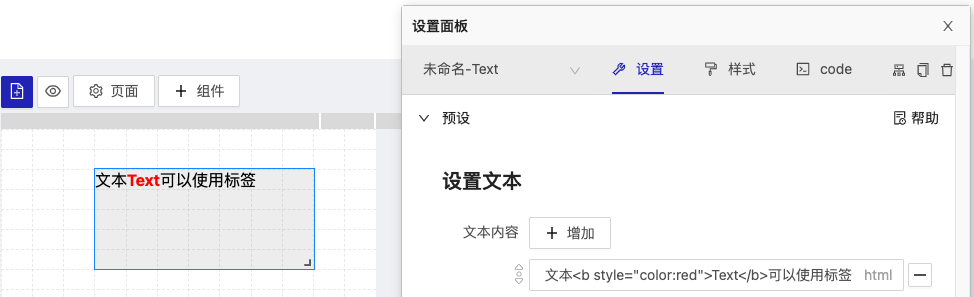 设置面板
未命名-Text
设置
样式
code
页面
组件
预设
帮助
文本Text可以使用标签
设置文本
文本内容
增加
文本<b style="color:red">Text</b>可以使用标签 html